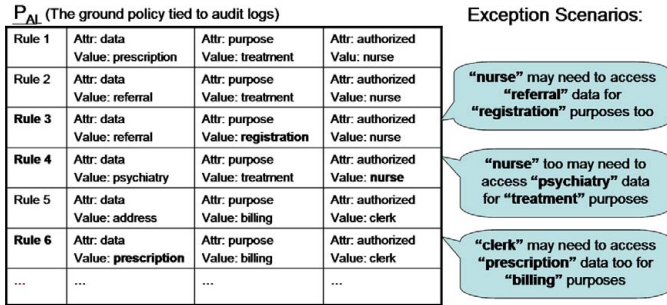 P_AL (The ground policy tied to audit logs)
Exception Scenarios:
Rule 1 Attr: data Attr: purpose Attr: authorized
Value: prescription Value: treatment Valu: nurse
Rule 2 Attr: data Attr: purpose Attr: authorized
Value: referral Value: treatment Value: nurse
Rule 3 Attr: data Attr: purpose Attr: authorized
Value: referral Value: registration Value: nurse
Rule 4 Attr: data Attr: purpose Attr: authorized
Value: psychiatry Value: treatment Value: nurse
Rule 5 Attr: data Attr: purpose Attr: authorized
Value: address Value: billing Value: clerk
Rule 6 Attr: data Attr: purpose Attr: authorized
Value: prescription Value: billing Value: clerk
... ... ... ...
“nurse” may need to access
“referral” data for
“registration” purposes too
“nurse” too may need to
access “psychiatry” data
for “treatment” purposes
“clerk” may need to access
“prescription” data too for
“billing” purposes